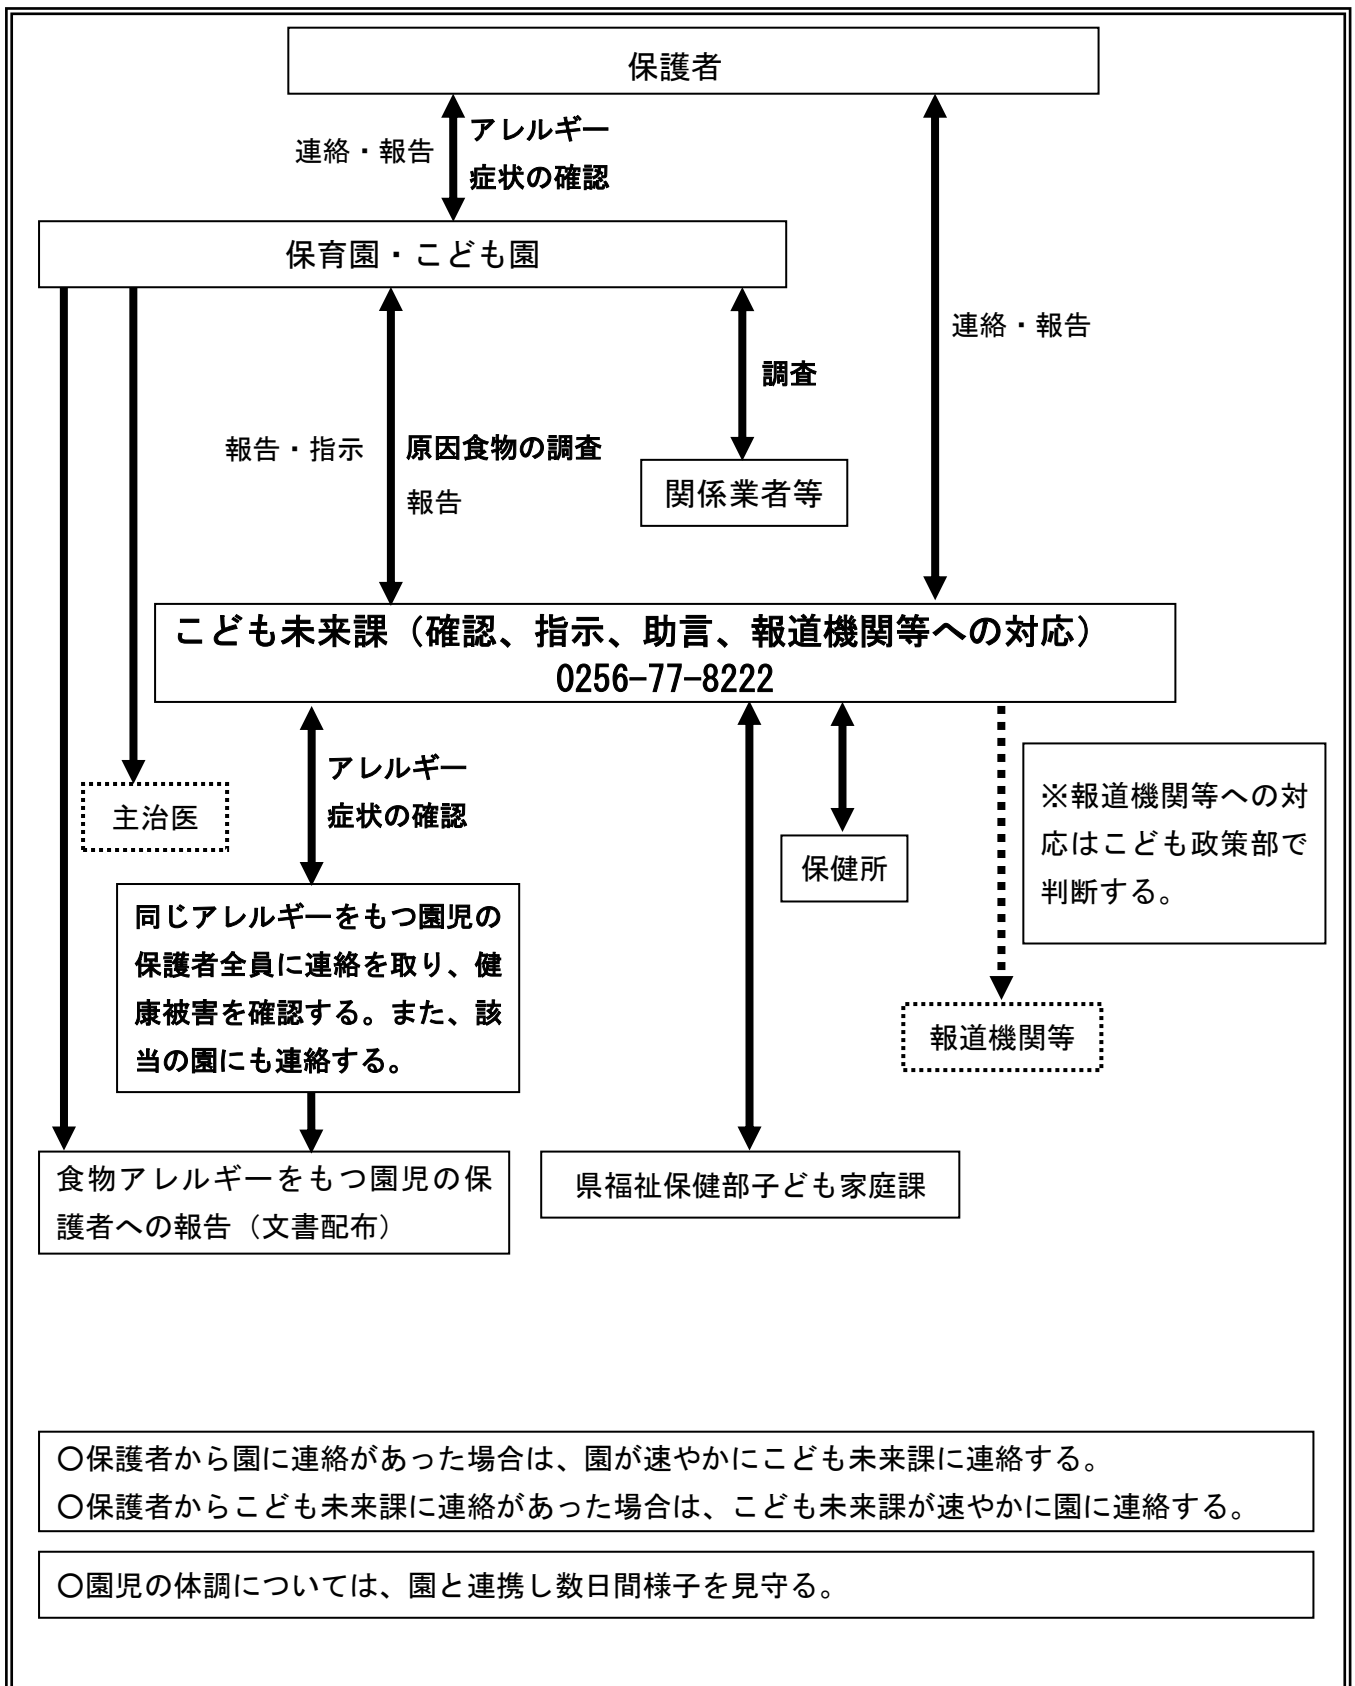 保護者
連絡・報告
アレルギー
症状の確認
保育園・こども園
連絡・報告
調査
報告・指示
原因食物の調査
報告
関係業者等
こども未来課（確認、指示、助言、報道機関等への対応）
0256-77-8222
アレルギー
症状の確認
主治医
※報道機関等への対
応はこども政策部で
判断する。
保健所
同じアレルギーをもつ園児の
保護者全員に連絡を取り、健
康被害を確認する。また、該
当の園にも連絡する。
報道機関等
食物アレルギーをもつ園児の保
護者への報告（文書配布）
県福祉保健部子ども家庭課
〇保護者から園に連絡があった場合は、園が速やかにこども未来課に連絡する。
〇保護者からこども未来課に連絡があった場合は、こども未来課が速やかに園に連絡する。
〇園児の体調については、園と連携し数日間様子を見守る。